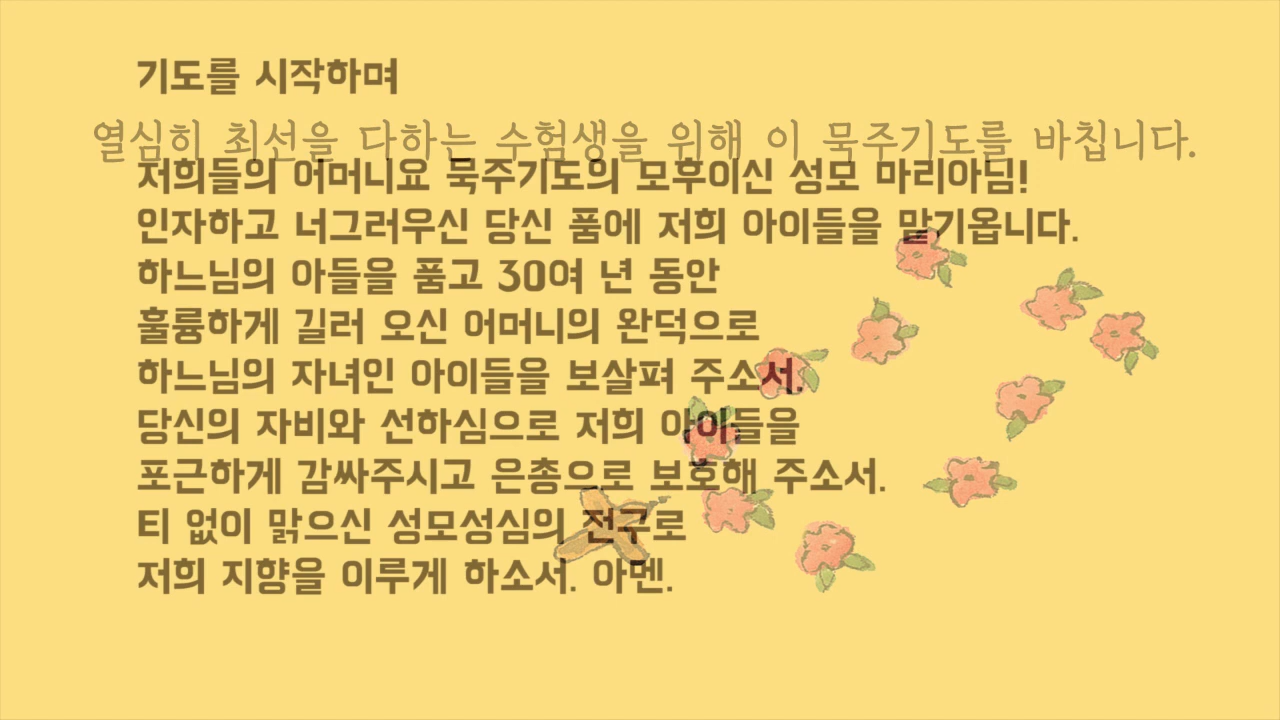 기도를 시작하며
열심히 최선을 다하는 수험생을 위해 이 묵주기도를 바칩니다.
저희들의 어머니요 묵주기도의 모후이신 성모 마리아님!
인자하고 너그러우신 당신 품에 저희 아이들을 맡기옵니다.
하느님의 아들을 품고 30여 년 동안
훌륭하게 길러 오신 어머니의 완덕으로
하느님의 자녀인 아이들을 보살펴 주소서.
당신의 자비와 선하심으로 저희 아이들을
포근하게 감싸주시고 은총으로 보호해 주소서.
티 없이 맑으신 성모성심의 전구로
저희 지향을 이루게 하소서. 아멘.